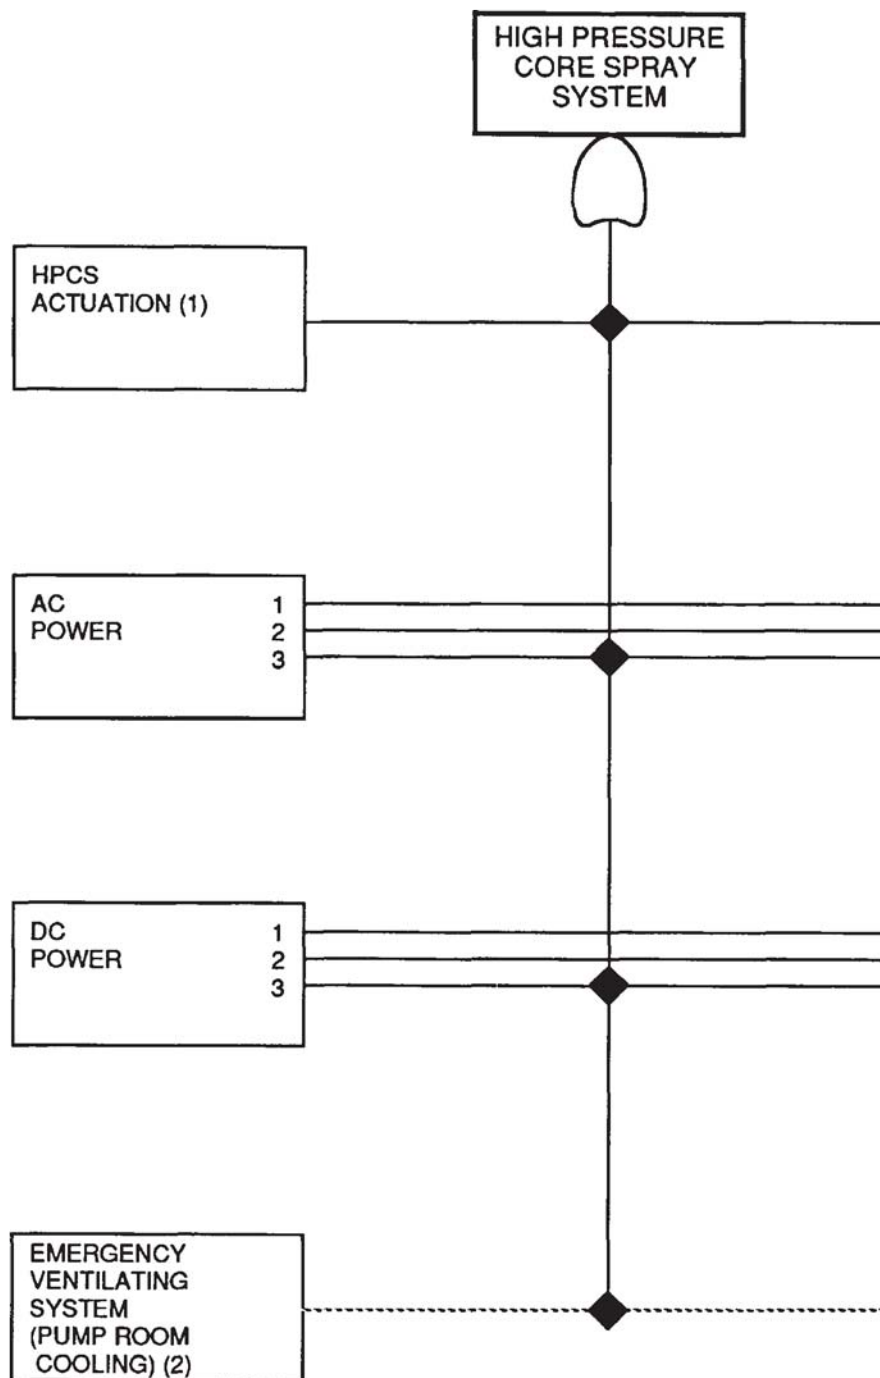 HIGH PRESSURE
CORE SPRAY
SYSTEM
HPCS
ACTUATION (1)
AC 1
POWER 2
3
DC 1
POWER 2
3
EMERGENCY
VENTILATING
SYSTEM
(PUMP ROOM
COOLING) (2)